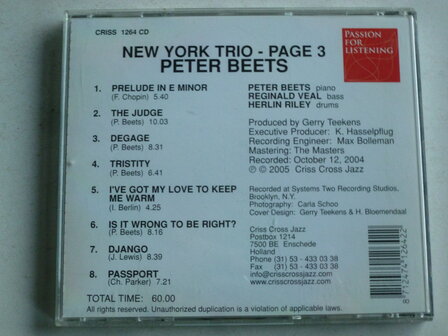 CRISS 1264 CD
PASSION
FOR
LISTENING
NEW YORK TRIO - PAGE 3
PETER BEETS
1. PRELUDE IN E MINOR
(F. Chopin) 5.40
2. THE JUDGE
(P. Beets) 10.03
3. DEGAGE
(P. Beets) 8.31
4. TRISTITY
(P. Beets) 6.41
5. I'VE GOT MY LOVE TO KEEP
ME WARM
(I. Berlin) 4.25
6. IS IT WRONG TO BE RIGHT?
(P. Beets) 8.16
7. DJANGO
(J. Lewis) 8.39
8. PASSPORT
(Ch. Parker) 7.21
TOTAL TIME: 60.00
PETER BEETS piano
REGINALD VEAL bass
HERLIN RILEY drums
Produced by Gerry Teekens
Executive Producer: K. Hasselpflug
Recording Engineer: Max Bolleman
Mastering: The Masters
Recorded: October 12, 2004
Ⓟ © 2005 Criss Cross Jazz
Recorded at Systems Two Recording Studios,
Brooklyn, N.Y.
Photography: Carla Schoo
Cover Design: Gerry Teekens & H. Bloemendaal
Criss Cross Jazz
Postbox 1214
7500 BE Enschede
Holland
Phone (31) 53 - 433 03 38
Fax (31) 53 - 433 03 38
info@crisscrossjazz.com
www.crisscrossjazz.com
8 712474 126422
All rights reserved. Unauthorized duplication is a violation of applicable laws.